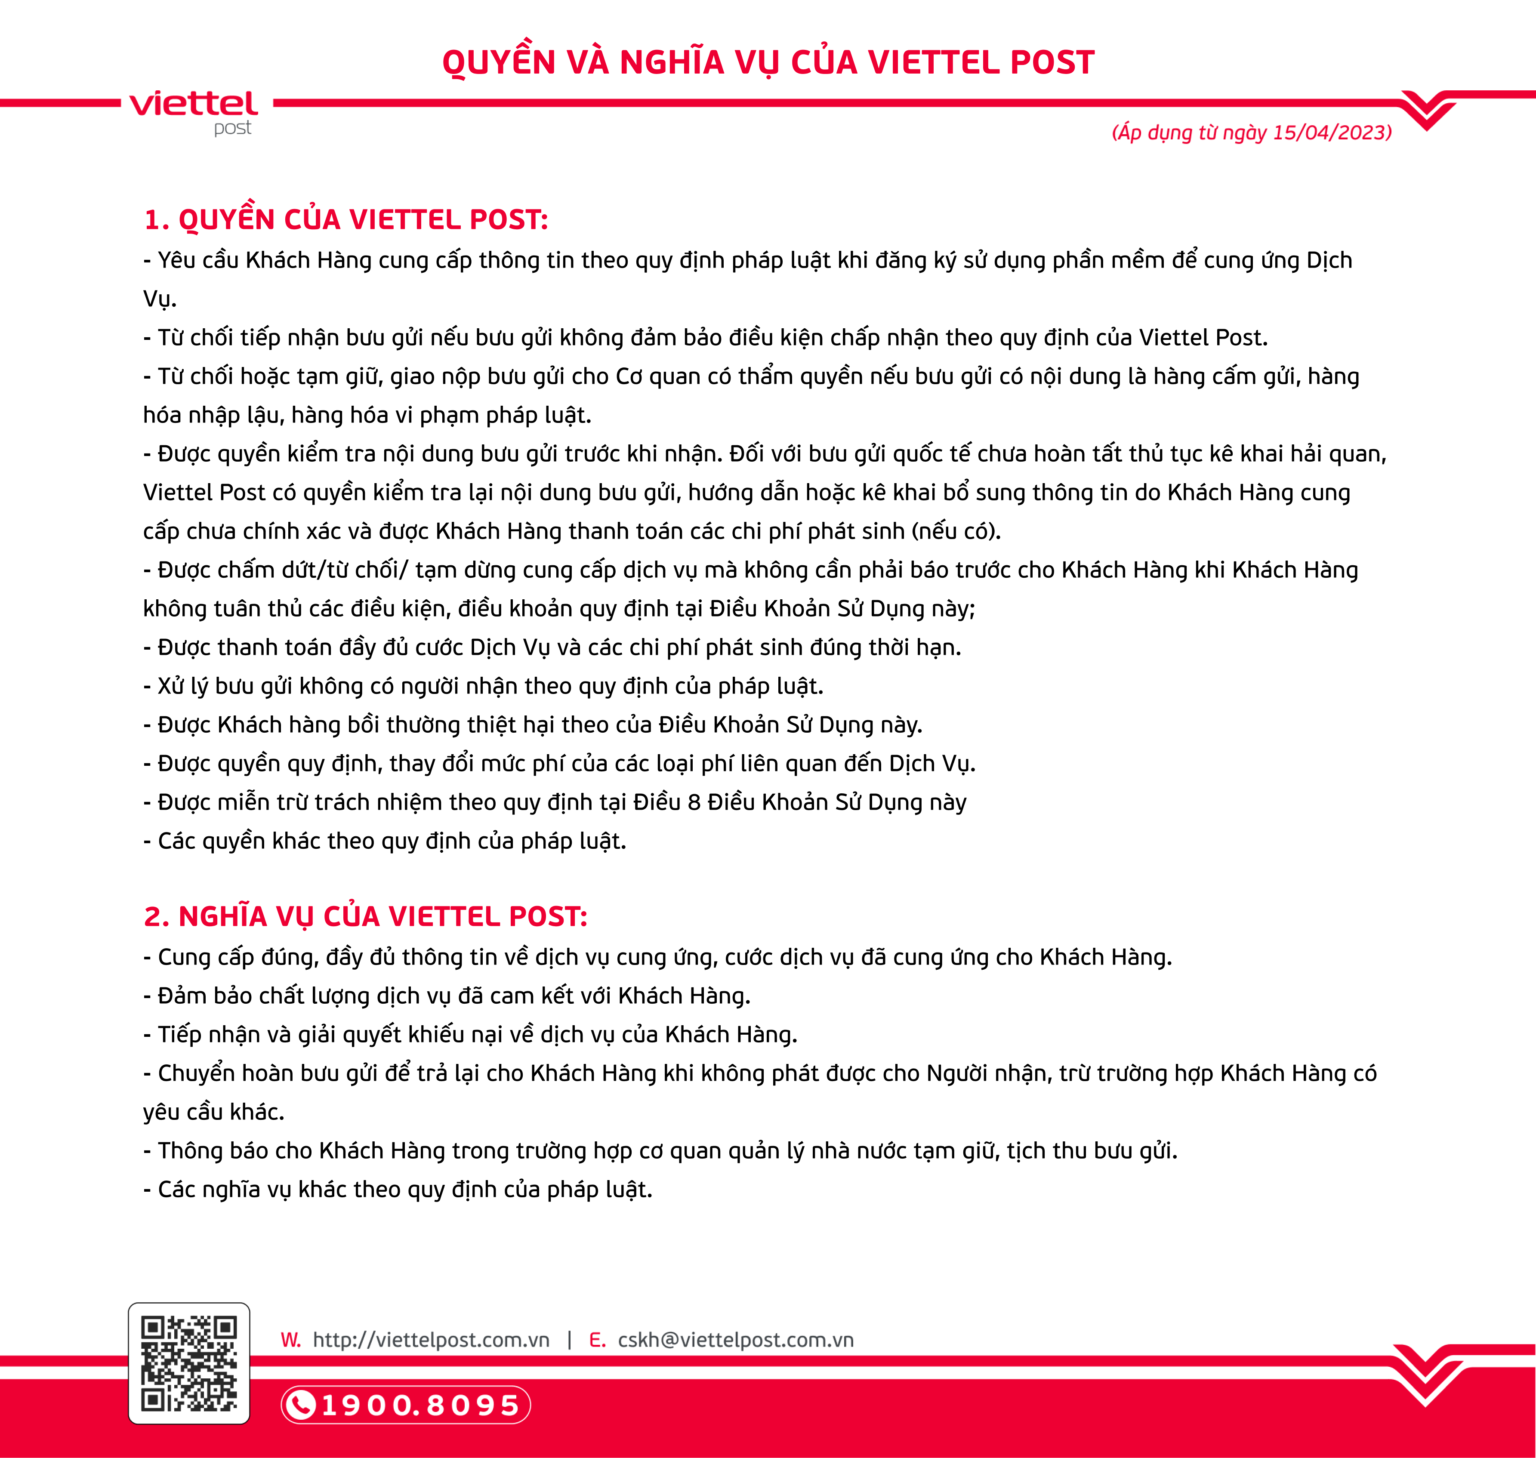 QUYỀN VÀ NGHĨA VỤ CỦA VIETTEL POST
viettel
post
(Áp dụng từ ngày 15/04/2023)
1. QUYỀN CỦA VIETTEL POST:
- Yêu cầu Khách Hàng cung cấp thông tin theo quy định pháp luật khi đăng ký sử dụng phần mềm để cung ứng Dịch
Vụ.
- Từ chối tiếp nhận bưu gửi nếu bưu gửi không đảm bảo điều kiện chấp nhận theo quy định của Viettel Post.
- Từ chối hoặc tạm giữ, giao nộp bưu gửi cho Cơ quan có thẩm quyền nếu bưu gửi có nội dung là hàng cấm gửi, hàng
hóa nhập lậu, hàng hóa vi phạm pháp luật.
- Được quyền kiểm tra nội dung bưu gửi trước khi nhận. Đối với bưu gửi quốc tế chưa hoàn tất thủ tục kê khai hải quan,
Viettel Post có quyền kiểm tra lại nội dung bưu gửi, hướng dẫn hoặc kê khai bổ sung thông tin do Khách Hàng cung
cấp chưa chính xác và được Khách Hàng thanh toán các chi phí phát sinh (nếu có).
- Được chấm dứt/từ chối/ tạm dừng cung cấp dịch vụ mà không cần phải báo trước cho Khách Hàng khi Khách Hàng
không tuân thủ các điều kiện, điều khoản quy định tại Điều Khoản Sử Dụng này;
- Được thanh toán đầy đủ cước Dịch Vụ và các chi phí phát sinh đúng thời hạn.
- Xử lý bưu gửi không có người nhận theo quy định của pháp luật.
- Được Khách hàng bồi thường thiệt hại theo của Điều Khoản Sử Dụng này.
- Được quyền quy định, thay đổi mức phí của các loại phí liên quan đến Dịch Vụ.
- Được miễn trừ trách nhiệm theo quy định tại Điều 8 Điều Khoản Sử Dụng này
- Các quyền khác theo quy định của pháp luật.
2. NGHĨA VỤ CỦA VIETTEL POST:
- Cung cấp đúng, đầy đủ thông tin về dịch vụ cung ứng, cước dịch vụ đã cung ứng cho Khách Hàng.
- Đảm bảo chất lượng dịch vụ đã cam kết với Khách Hàng.
- Tiếp nhận và giải quyết khiếu nại về dịch vụ của Khách Hàng.
- Chuyển hoàn bưu gửi để trả lại cho Khách Hàng khi không phát được cho Người nhận, trừ trường hợp Khách Hàng có
yêu cầu khác.
- Thông báo cho Khách Hàng trong trường hợp cơ quan quản lý nhà nước tạm giữ, tịch thu bưu gửi.
- Các nghĩa vụ khác theo quy định của pháp luật.
W. http://viettelpost.com.vn | E. cskh@viettelpost.com.vn
1900.8095